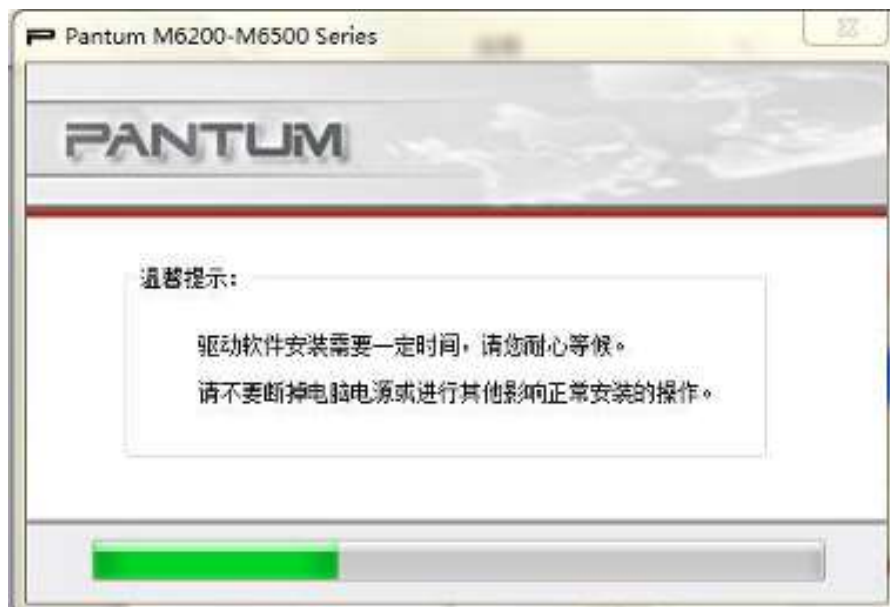 Pantum M6200-M6500 Series
PANTUM
温馨提示：
驱动软件安装需要一定时间，请您耐心等候。
请不要断掉电脑电源或进行其他影响正常安装的操作。